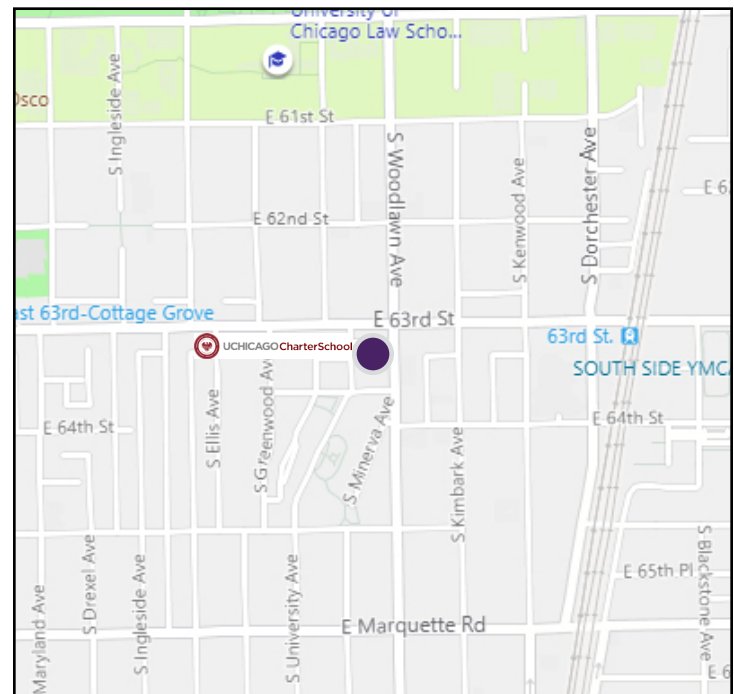 University of
Chicago Law Scho...
Osco
S Ingleside Ave
E 61st St
S Woodlawn Ave
S Dorchester Ave
S Kenwood Ave
E 62nd St
E 63rd St
ast 63rd-Cottage Grove
63rd St.
UCHICAGO CharterSchool
SOUTH SIDE YMCA
E 64th St
S Ellis Ave
S Greenwood Ave
S Minerva Ave
E 64th St
S Kimbark Ave
Maryland Ave
S Drexel Ave
S Ingleside Ave
S University Ave
E 65th Pl
S Blackstone Ave
E Marquette Rd
E 6